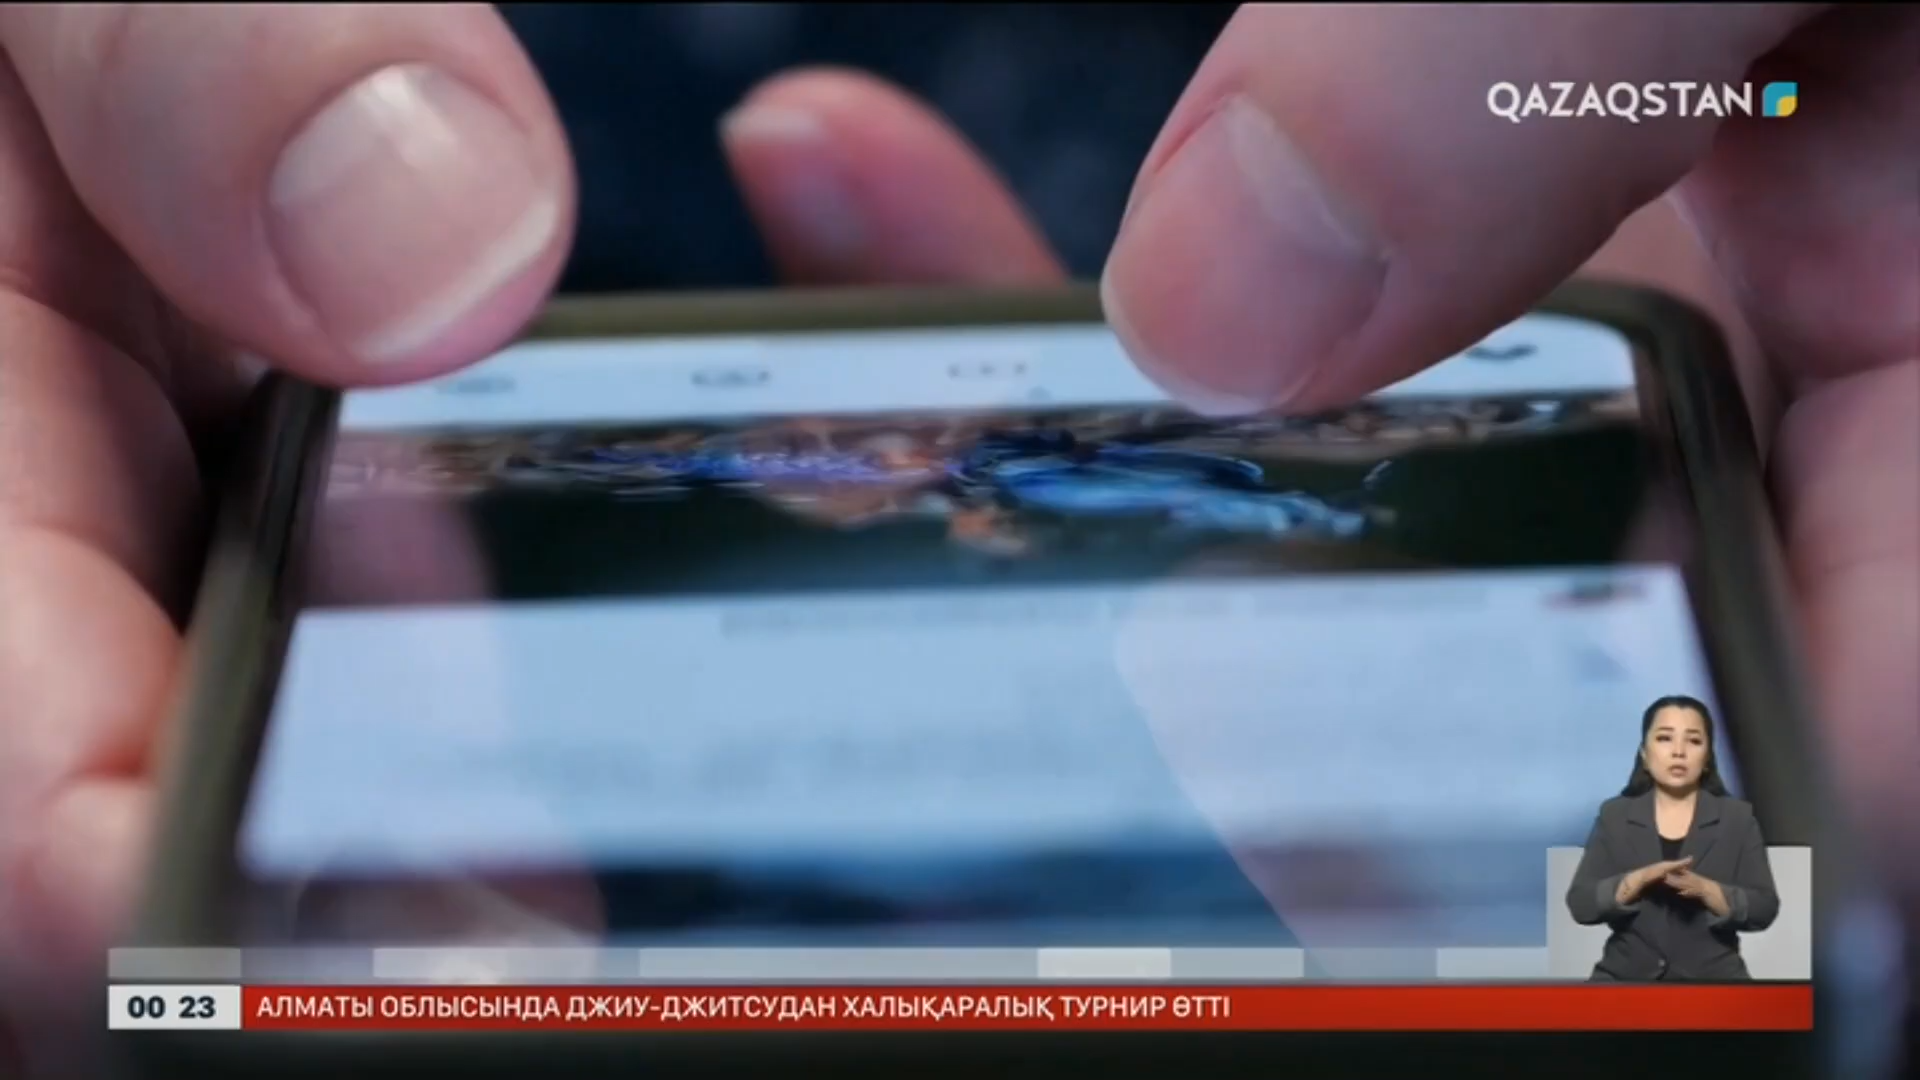 QAZAQSTAN
00 23
АЛМАТЫ ОБЛЫСЫНДА ДЖИУ-ДЖИТСУДАН ХАЛЫҚАРАЛЫҚ ТУРНИР ӨТТІ